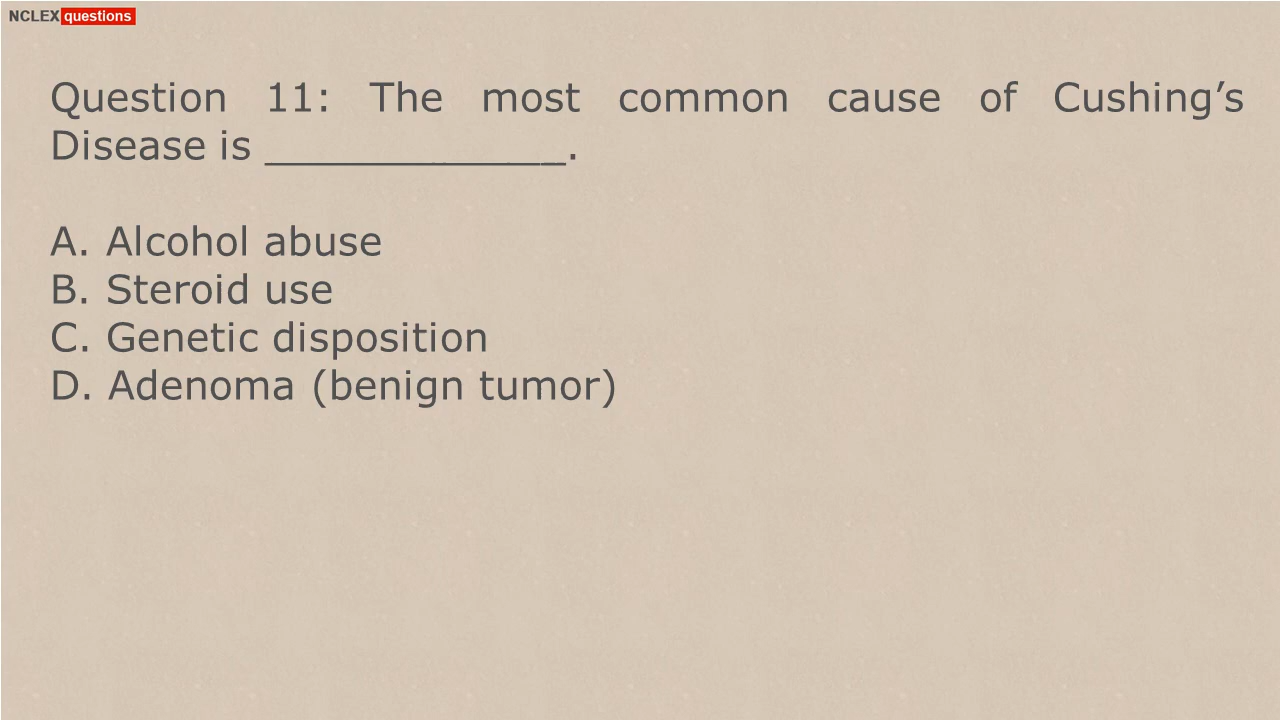 NCLEX questions
Question 11: The most common cause of Cushing’s
Disease is ______________.
A. Alcohol abuse
B. Steroid use
C. Genetic disposition
D. Adenoma (benign tumor)